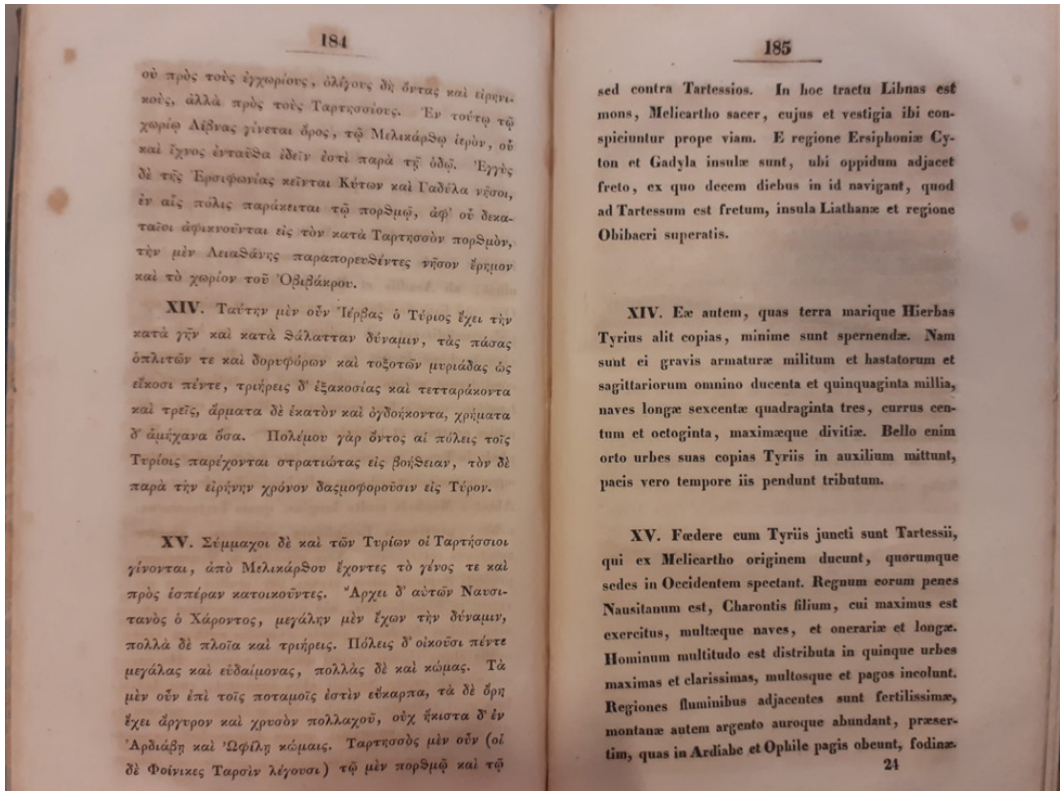 184
οὐ πρὸς τοὺς ἐγχωρίους, ὀλίγους δὴ ὄντας καὶ εἰρηνι-
κοὺς, ἀλλὰ πρὸς τοὺς Ταρτησσίους. Ἐν τούτῳ τῷ
χωρίῳ Λίβνας γίνεται ὄρος, τῷ Μελικάρθῳ ἱερὸν, οὗ
καὶ ἴχνος ἐνταῦθα ἰδεῖν ἐστὶ παρὰ τῇ ὁδῷ. Ἐγγὺς
δὲ τῆς Ἐρσιφωνίας κεῖνται Κύτων καὶ Γαδύλα νῆσοι,
ἐν αἷς πόλις παράκειται τῷ πορθμῷ, ἀφ' οὗ δεκα-
ταῖοι ἀφικνοῦνται εἰς τὸν κατὰ Ταρτησσὸν πορθμὸν,
τὴν μὲν Λειαθάνης παραπορευθέντες νῆσον ἔρημον
καὶ τὸ χωρίον τοῦ Ὀβιβάκρου.
XIV. Ταύτην μὲν οὖν Ἱέρβας ὁ Τύριος ἔχει τὴν
κατὰ γῆν καὶ κατὰ θάλατταν δύναμιν, τὰς πάσας
ὁπλιτῶν τε καὶ δορυφόρων καὶ τοξοτῶν μυριάδας ὡς
εἴκοσι πέντε, τριήρεις δ' ἑξακοσίας καὶ τετταράκοντα
καὶ τρεῖς, ἅρματα δὲ ἑκατὸν καὶ ὀγδοήκοντα, χρήματα
δ' ἀμήχανα ὅσα. Πολέμου γὰρ ὄντος αἱ πόλεις τοῖς
Τυρίοις παρέχονται στρατιώτας εἰς βοήθειαν, τὸν δὲ
παρὰ τὴν εἰρήνην χρόνον δασμοφοροῦσιν εἰς Τύρον.
XV. Σύμμαχοι δὲ καὶ τῶν Τυρίων οἱ Ταρτήσσιοι
γίνονται, ἀπὸ Μελικάρθου ἔχοντες τὸ γένος τε καὶ
πρὸς ἑσπέραν κατοικοῦντες. Ἄρχει δ' αὐτῶν Ναυσι-
τανὸς ὁ Χάροντος, μεγάλην μὲν ἔχων τὴν δύναμιν,
πολλὰ δὲ πλοῖα καὶ τριήρεις. Πόλεις δ' οἰκοῦσι πέντε
μεγάλας καὶ εὐδαίμονας, πολλὰς δὲ καὶ κώμας. Τὰ
μὲν οὖν ἐπὶ τοῖς ποταμοῖς ἐστὶν εὔκαρπα, τὰ δὲ ὄρη
ἔχει ἄργυρον καὶ χρυσὸν πολλαχοῦ, οὐχ ἥκιστα δ' ἐν
Ἀρδιάβῃ καὶ Ὠφίλῃ κώμαις. Ταρτησσὸς μὲν οὖν (οἱ
δὲ Φοίνικες Ταρσὶν λέγουσι) τῷ μὲν πορθμῷ καὶ τῷ
185
sed contra Tartessios. In hoc tractu Libnas est
mons, Melicartho sacer, cujus et vestigia ibi con-
spiciuntur prope viam. E regione Ersiphoniæ Cy-
ton et Gadyla insulæ sunt, ubi oppidum adjacet
freto, ex quo decem diebus in id navigant, quod
ad Tartessum est fretum, insula Liathanæ et regione
Obibacri superatis.
XIV. Eæ autem, quas terra marique Hierbas
Tyrius alit copias, minime sunt spernendæ. Nam
sunt ei gravis armaturæ militum et hastatorum et
sagittariorum omnino ducenta et quinquaginta millia,
naves longæ sexcentæ quadraginta tres, currus cen-
tum et octoginta, maximæque divitiæ. Bello enim
orto urbes suas copias Tyriis in auxilium mittunt,
pacis vero tempore iis pendunt tributum.
XV. Fœdere cum Tyriis juncti sunt Tartessii,
qui ex Melicartho originem ducunt, quorumque
sedes in Occidentem spectant. Regnum eorum penes
Nausitanum est, Charontis filium, cui maximus est
exercitus, multæque naves, et onerariæ et longæ.
Hominum multitudo est distributa in quinque urbes
maximas et clarissimas, multosque et pagos incolunt.
Regiones fluminibus adjacentes sunt fertilissimæ,
montanæ autem argento auroque abundant, præser-
tim, quas in Ardiabe et Ophile pagis obeunt, fodinæ.
24